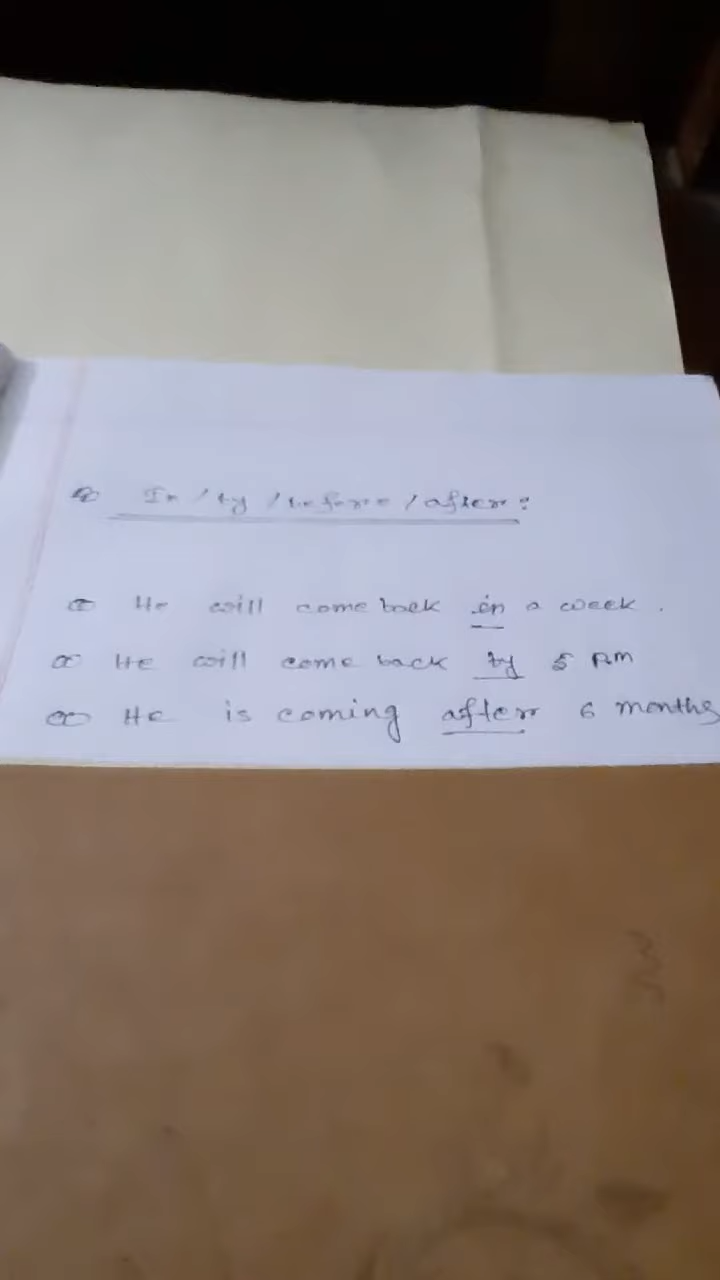 In / by / before / after :
He will come back in a week .
He will come back by 5 PM
He is coming after 6 months